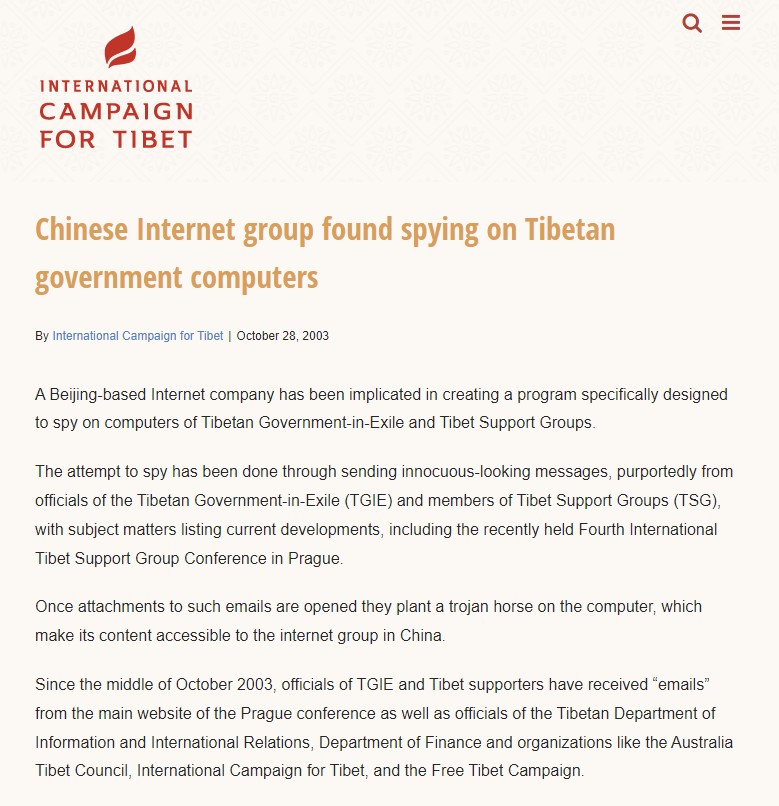 INTERNATIONAL
CAMPAIGN
FOR TIBET
Chinese Internet group found spying on Tibetan
government computers
By International Campaign for Tibet | October 28, 2003
A Beijing-based Internet company has been implicated in creating a program specifically designed
to spy on computers of Tibetan Government-in-Exile and Tibet Support Groups.
The attempt to spy has been done through sending innocuous-looking messages, purportedly from
officials of the Tibetan Government-in-Exile (TGIE) and members of Tibet Support Groups (TSG),
with subject matters listing current developments, including the recently held Fourth International
Tibet Support Group Conference in Prague.
Once attachments to such emails are opened they plant a trojan horse on the computer, which
make its content accessible to the internet group in China.
Since the middle of October 2003, officials of TGIE and Tibet supporters have received “emails”
from the main website of the Prague conference as well as officials of the Tibetan Department of
Information and International Relations, Department of Finance and organizations like the Australia
Tibet Council, International Campaign for Tibet, and the Free Tibet Campaign.